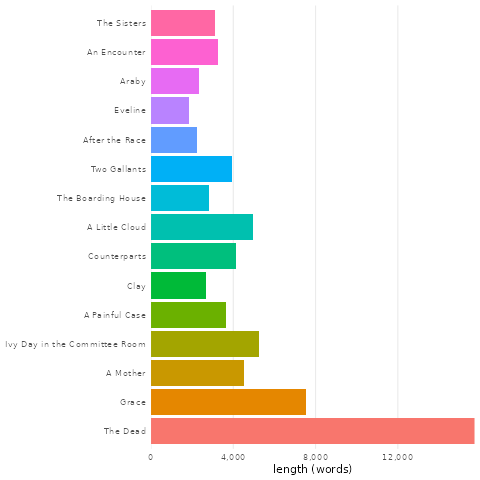 The Sisters
An Encounter
Araby
Eveline
After the Race
Two Gallants
The Boarding House
A Little Cloud
Counterparts
Clay
A Painful Case
Ivy Day in the Committee Room
A Mother
Grace
The Dead
0 4,000 8,000 12,000
length (words)